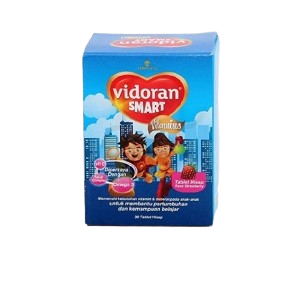 vidoran
SMART
Vitamins
Diperkaya
Dengan
Omega 3
Tablet Hisap
Rasa Strawberry
Memenuhi kebutuhan vitamin & mineral pada anak-anak
untuk membantu pertumbuhan
dan kemampuan belajar
30 Tablet Hisap